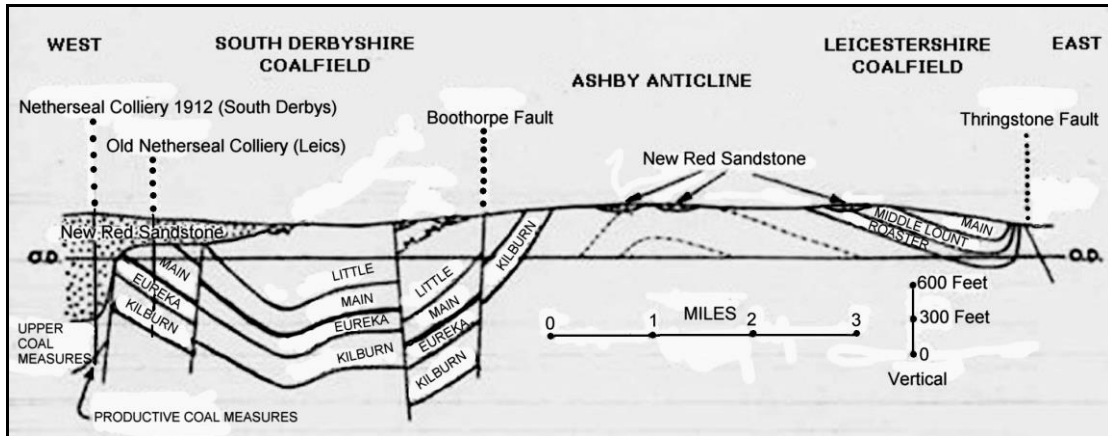 WEST
SOUTH DERBYSHIRE
COALFIELD
LEICESTERSHIRE
COALFIELD
EAST
ASHBY ANTICLINE
Netherseal Colliery 1912 (South Derbys)
Old Netherseal Colliery (Leics)
Boothorpe Fault
Thringstone Fault
New Red Sandstone
New Red Sandstone
O.D.
MAIN
EUREKA
KILBURN
LITTLE
MAIN
EUREKA
KILBURN
LITTLE
MAIN
EUREKA
KILBURN
KILBURN
MAIN
MIDDLE LOUNT
ROASTER
O.D.
UPPER
COAL
MEASURES
PRODUCTIVE COAL MEASURES
MILES
0 1 2 3
600 Feet
300 Feet
0
Vertical